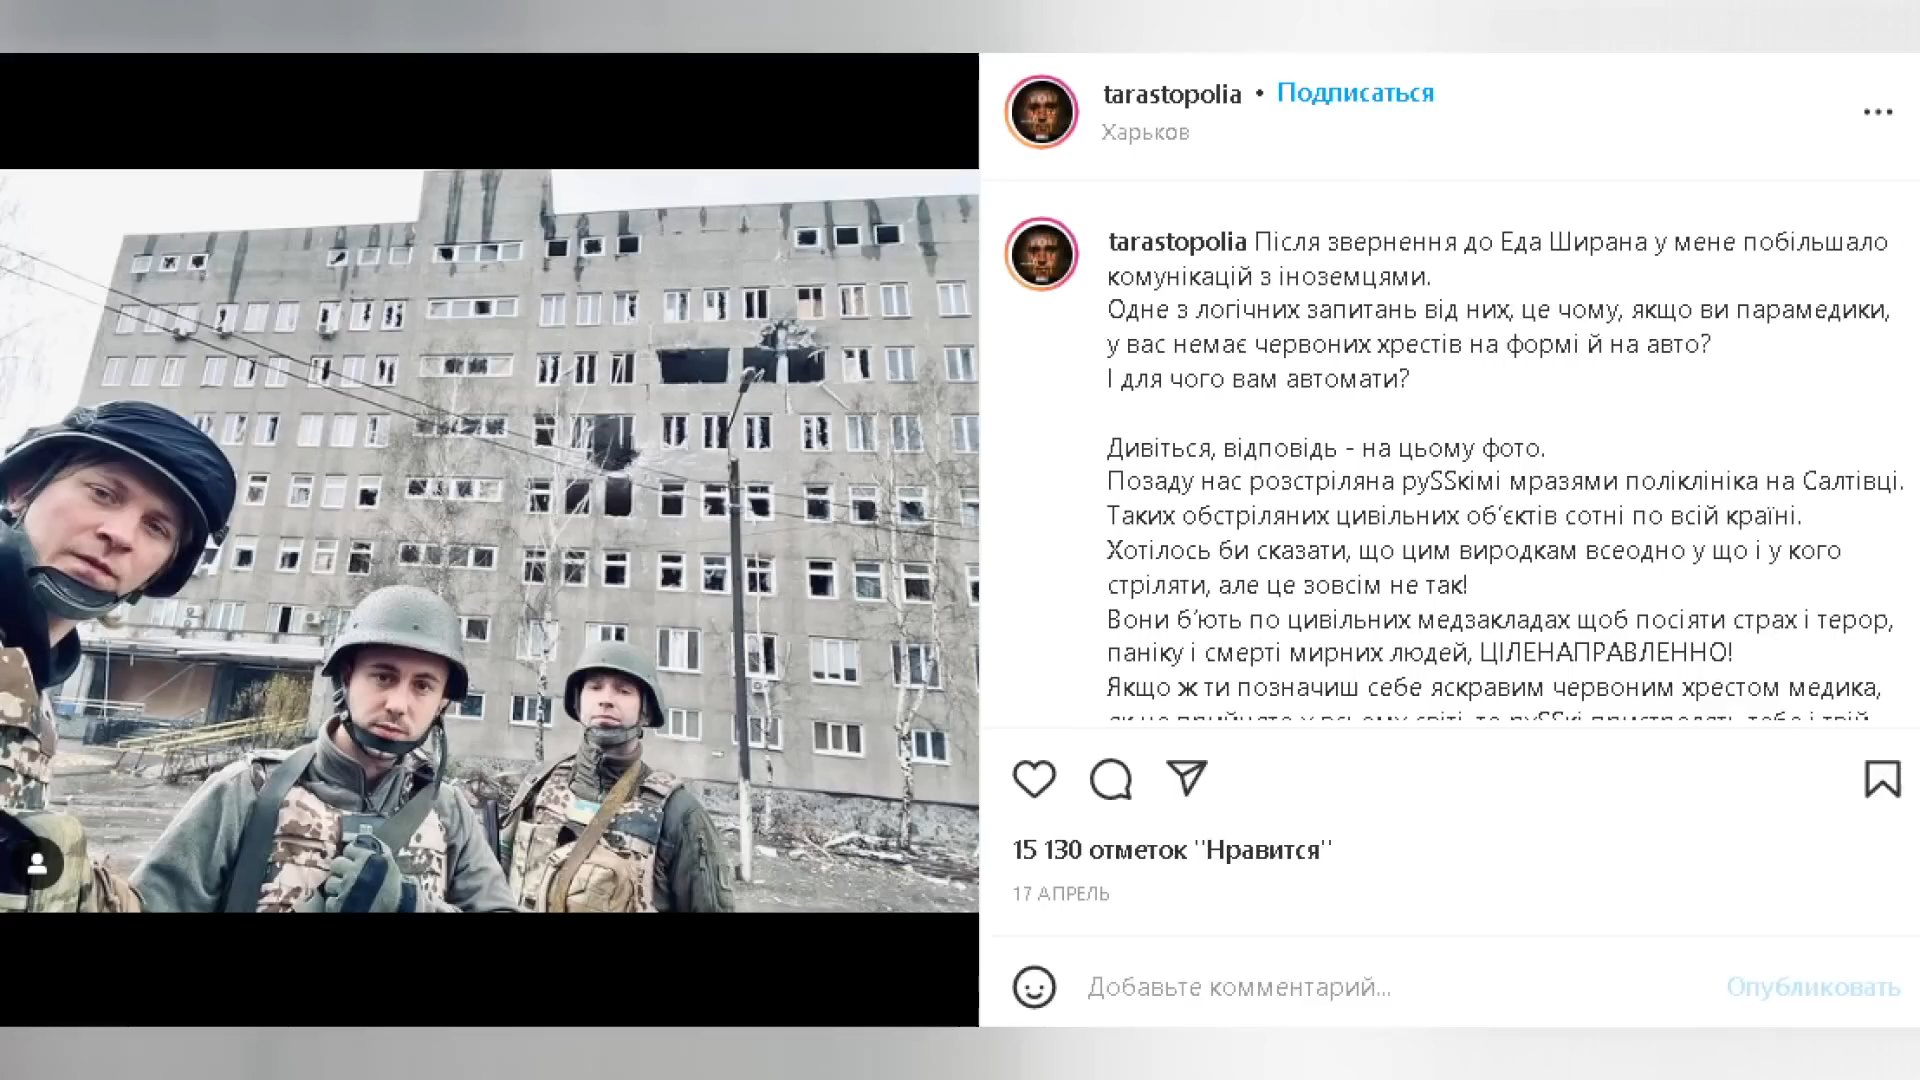 tarastopolia • Подписаться
Харьков
tarastopolia Після звернення до Еда Ширана у мене побільшало
комунікацій з іноземцями.
Одне з логічних запитань від них, це чому, якщо ви парамедики,
у вас немає червоних хрестів на формі й на авто?
І для чого вам автомати?
Дивіться, відповідь - на цьому фото.
Позаду нас розстріляна руSSкімі мразями поліклініка на Салтівці.
Таких обстріляних цивільних об‘єктів сотні по всій країні.
Хотілось би сказати, що цим виродкам всеодно у що і у кого
стріляти, але це зовсім не так!
Вони б‘ють по цивільних медзакладах щоб посіяти страх і терор,
паніку і смерті мирних людей, ЦІЛЕНАПРАВЛЕННО!
Якщо ж ти позначиш себе яскравим червоним хрестом медика,
15 130 отметок "Нравится"
17 АПРЕЛЬ
Добавьте комментарий...
Опубликовать